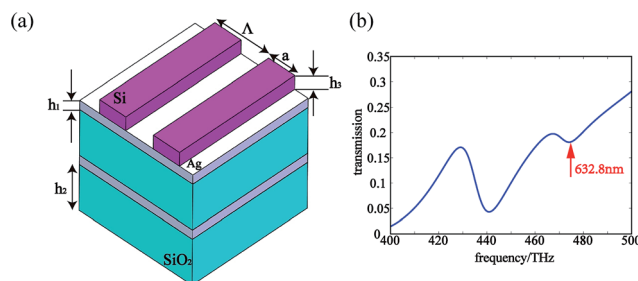 (a)
Λ
a
h₃
h₁
Si
Ag
h₂
SiO₂
(b)
transmission
0.35
0.3
0.25
0.2
0.15
0.1
0.05
0
632.8nm
400 420 440 460 480 500
frequency/THz